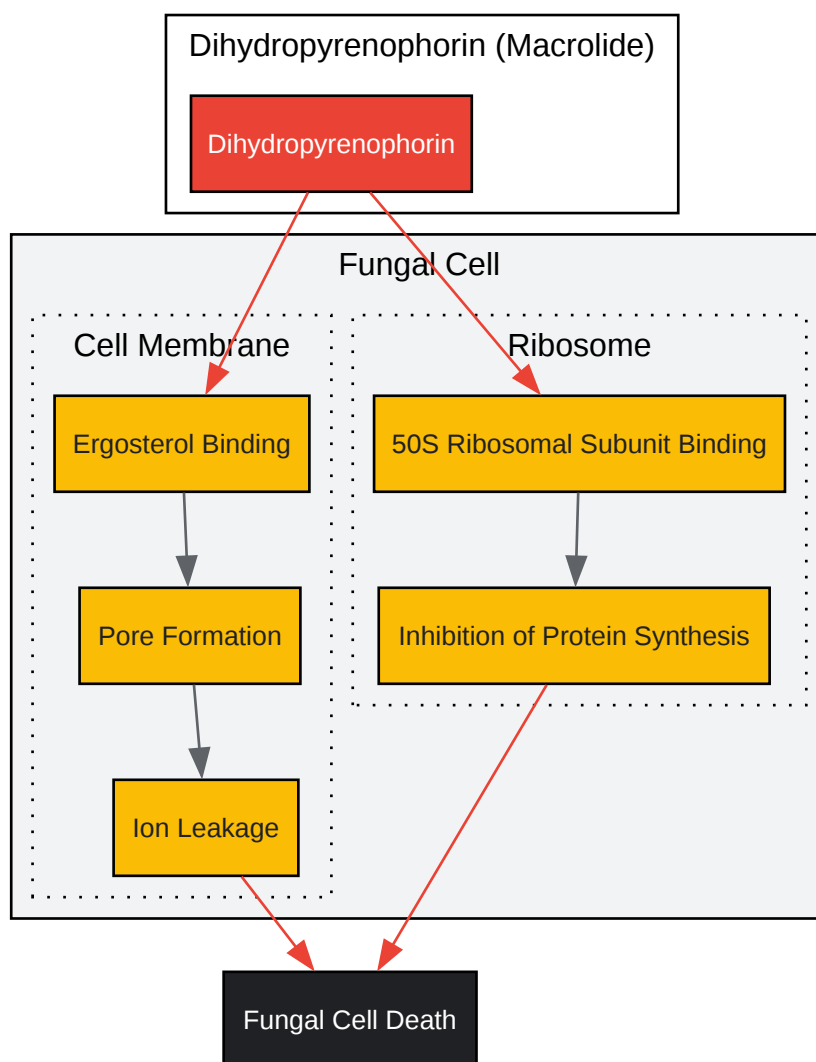 Dihydropyrenophorin (Macrolide)
Dihydropyrenophorin
Fungal Cell
Cell Membrane
Ribosome
Ergosterol Binding
50S Ribosomal Subunit Binding
Pore Formation
Inhibition of Protein Synthesis
Ion Leakage
Fungal Cell Death